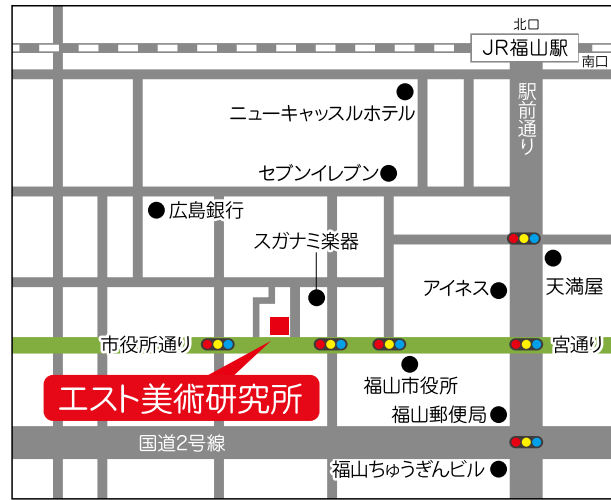 北口
JR福山駅
南口
駅前通り
ニューキャッスルホテル
セブンイレブン
広島銀行
スガナミ楽器
アイネス
天満屋
市役所通り
宮通り
福山市役所
エスト美術研究所
福山郵便局
国道2号線
福山ちゅうぎんビル